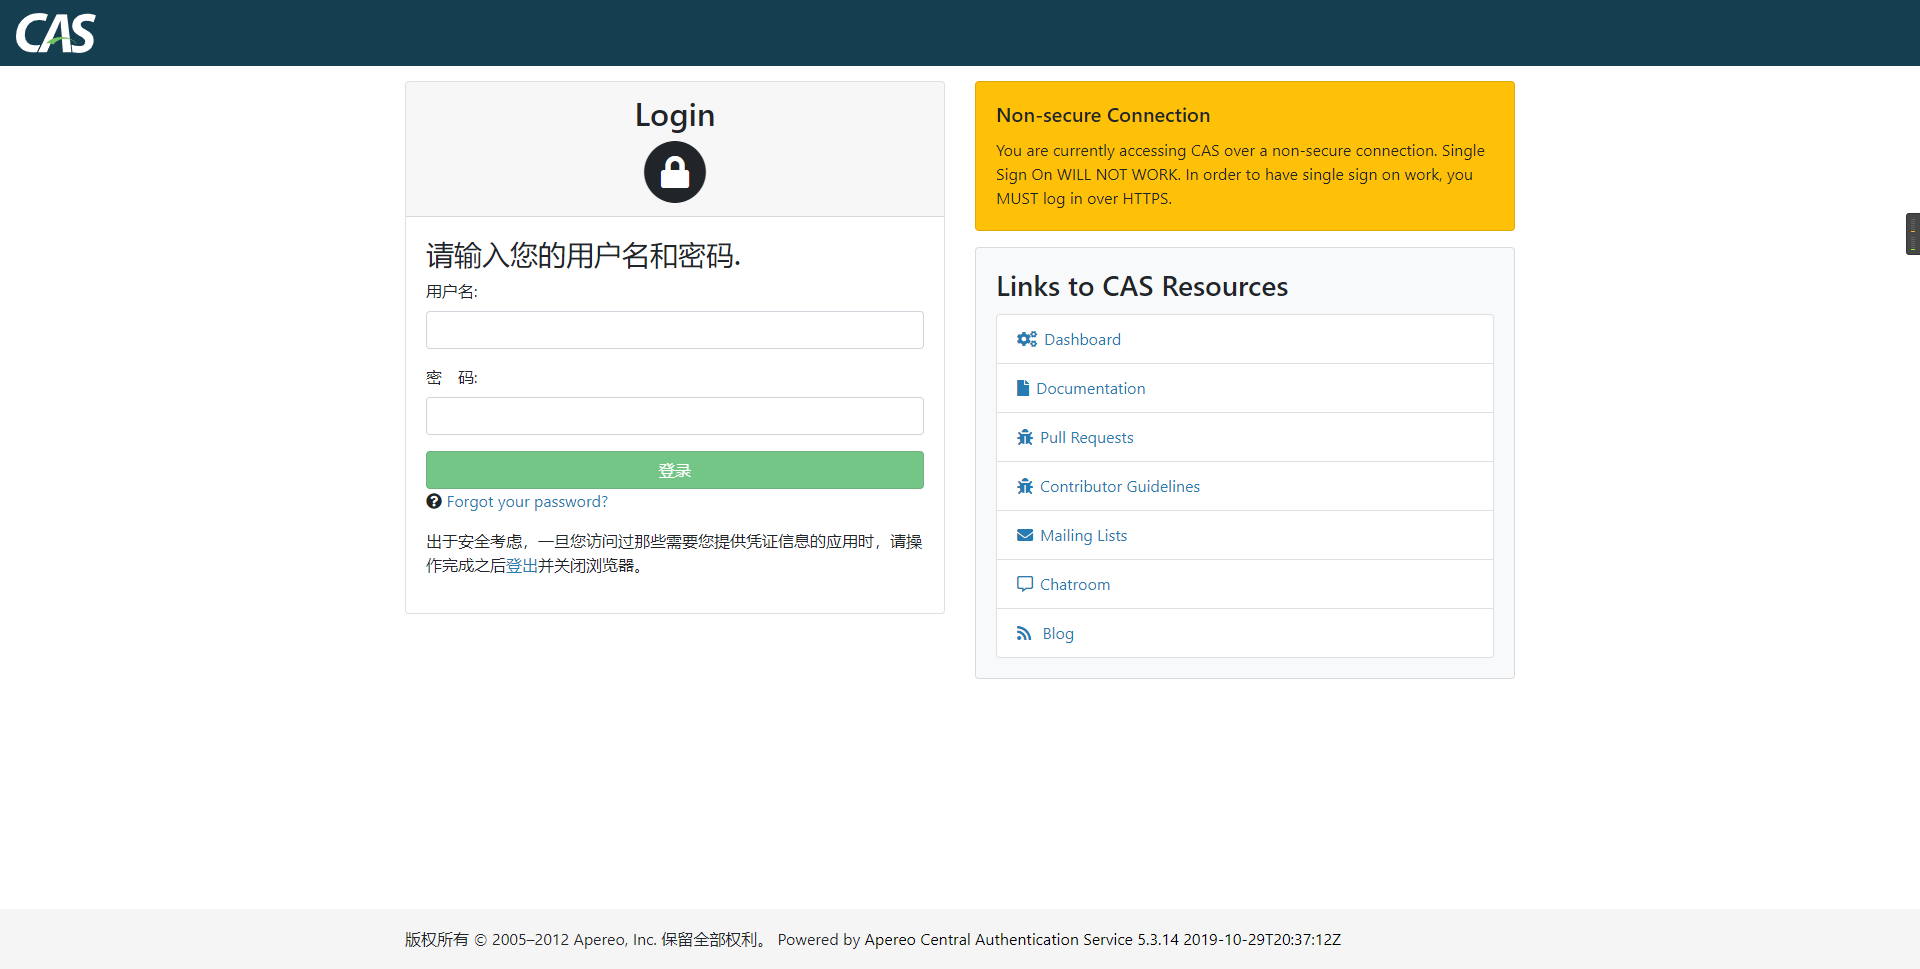 CAS
Login
请输入您的用户名和密码.
用户名:
密　码:
登录
Forgot your password?
出于安全考虑，一旦您访问过那些需要您提供凭证信息的应用时，请操
作完成之后登出并关闭浏览器。
Non-secure Connection
You are currently accessing CAS over a non-secure connection. Single
Sign On WILL NOT WORK. In order to have single sign on work, you
MUST log in over HTTPS.
Links to CAS Resources
Dashboard
Documentation
Pull Requests
Contributor Guidelines
Mailing Lists
Chatroom
Blog
版权所有 © 2005–2012 Apereo, Inc. 保留全部权利。 Powered by Apereo Central Authentication Service 5.3.14 2019-10-29T20:37:12Z